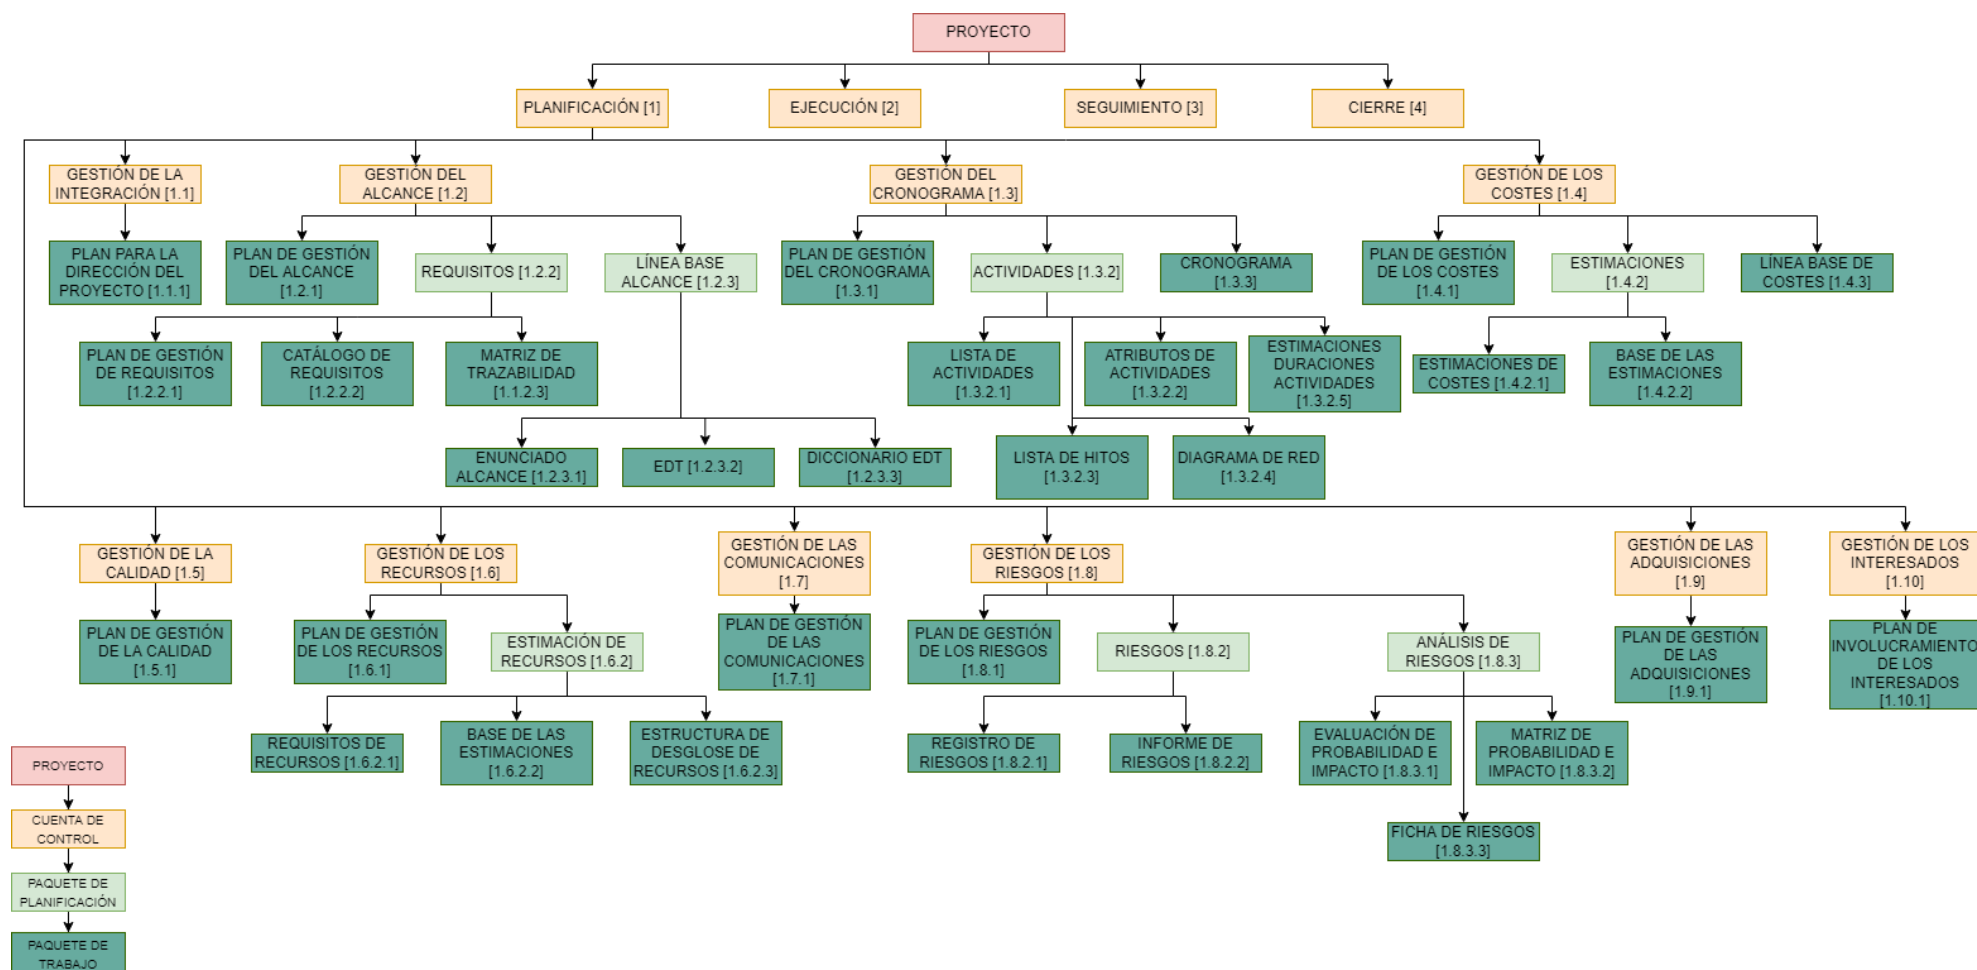 PROYECTO
PLANIFICACIÓN [1]
EJECUCIÓN [2]
SEGUIMIENTO [3]
CIERRE [4]
GESTIÓN DE LA
INTEGRACIÓN [1.1]
GESTIÓN DEL
ALCANCE [1.2]
GESTIÓN DEL
CRONOGRAMA [1.3]
GESTIÓN DE LOS
COSTES [1.4]
PLAN PARA LA
DIRECCIÓN DEL
PROYECTO [1.1.1]
PLAN DE GESTIÓN
DEL ALCANCE
[1.2.1]
REQUISITOS [1.2.2]
LÍNEA BASE
ALCANCE [1.2.3]
PLAN DE GESTIÓN
DEL CRONOGRAMA
[1.3.1]
ACTIVIDADES [1.3.2]
CRONOGRAMA
[1.3.3]
PLAN DE GESTIÓN
DE LOS COSTES
[1.4.1]
ESTIMACIONES
[1.4.2]
LÍNEA BASE DE
COSTES [1.4.3]
PLAN DE GESTIÓN
DE REQUISITOS
[1.2.2.1]
CATÁLOGO DE
REQUISITOS
[1.2.2.2]
MATRIZ DE
TRAZABILIDAD
[1.1.2.3]
LISTA DE
ACTIVIDADES
[1.3.2.1]
ATRIBUTOS DE
ACTIVIDADES
[1.3.2.2]
ESTIMACIONES
DURACIONES
ACTIVIDADES
[1.3.2.5]
ESTIMACIONES DE
COSTES [1.4.2.1]
BASE DE LAS
ESTIMACIONES
[1.4.2.2]
ENUNCIADO
ALCANCE [1.2.3.1]
EDT [1.2.3.2]
DICCIONARIO EDT
[1.2.3.3]
LISTA DE HITOS
[1.3.2.3]
DIAGRAMA DE RED
[1.3.2.4]
GESTIÓN DE LA
CALIDAD [1.5]
GESTIÓN DE LOS
RECURSOS [1.6]
GESTIÓN DE LAS
COMUNICACIONES
[1.7]
GESTIÓN DE LOS
RIESGOS [1.8]
GESTIÓN DE LAS
ADQUISICIONES
[1.9]
GESTIÓN DE LOS
INTERESADOS
[1.10]
PLAN DE GESTIÓN
DE LA CALIDAD
[1.5.1]
PLAN DE GESTIÓN
DE LOS RECURSOS
[1.6.1]
ESTIMACIÓN DE
RECURSOS [1.6.2]
PLAN DE GESTIÓN
DE LAS
COMUNICACIONES
[1.7.1]
PLAN DE GESTIÓN
DE LOS RIESGOS
[1.8.1]
RIESGOS [1.8.2]
ANÁLISIS DE
RIESGOS [1.8.3]
PLAN DE GESTIÓN
DE LAS
ADQUISICIONES
[1.9.1]
PLAN DE
INVOLUCRAMIENTO
DE LOS
INTERESADOS
[1.10.1]
REQUISITOS DE
RECURSOS [1.6.2.1]
BASE DE LAS
ESTIMACIONES
[1.6.2.2]
ESTRUCTURA DE
DESGLOSE DE
RECURSOS [1.6.2.3]
REGISTRO DE
RIESGOS [1.8.2.1]
INFORME DE
RIESGOS [1.8.2.2]
EVALUACIÓN DE
PROBABILIDAD E
IMPACTO [1.8.3.1]
MATRIZ DE
PROBABILIDAD E
IMPACTO [1.8.3.2]
FICHA DE RIESGOS
[1.8.3.3]
PROYECTO
CUENTA DE
CONTROL
PAQUETE DE
PLANIFICACIÓN
PAQUETE DE
TRABAJO